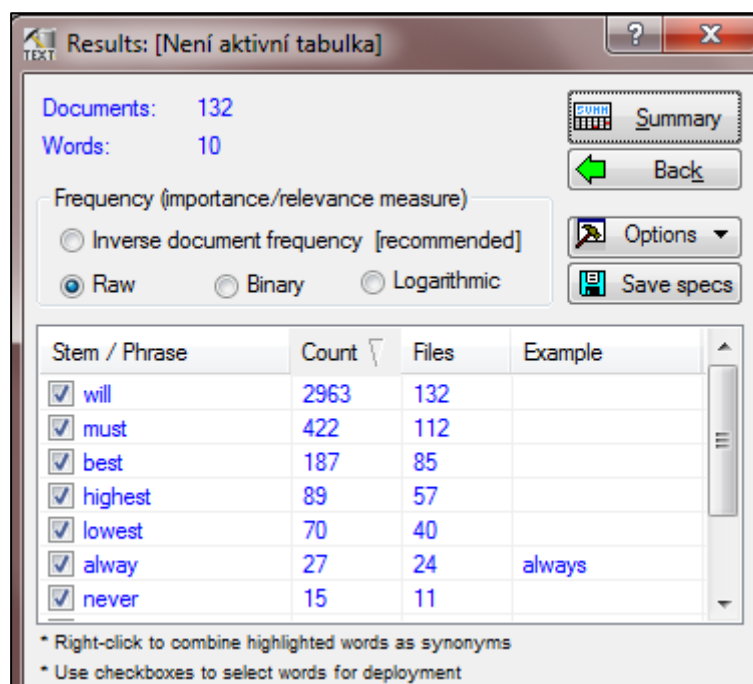 TEXT
Results: [Není aktivní tabulka]
?
X
Documents: 132
Words: 10
SUMM
Summary
Back
Frequency (importance/relevance measure)
Inverse document frequency [recommended]
Raw Binary Logarithmic
Options
Save specs
Stem / Phrase Count Files Example
will 2963 132
must 422 112
best 187 85
highest 89 57
lowest 70 40
alway 27 24 always
never 15 11
* Right-click to combine highlighted words as synonyms
* Use checkboxes to select words for deployment